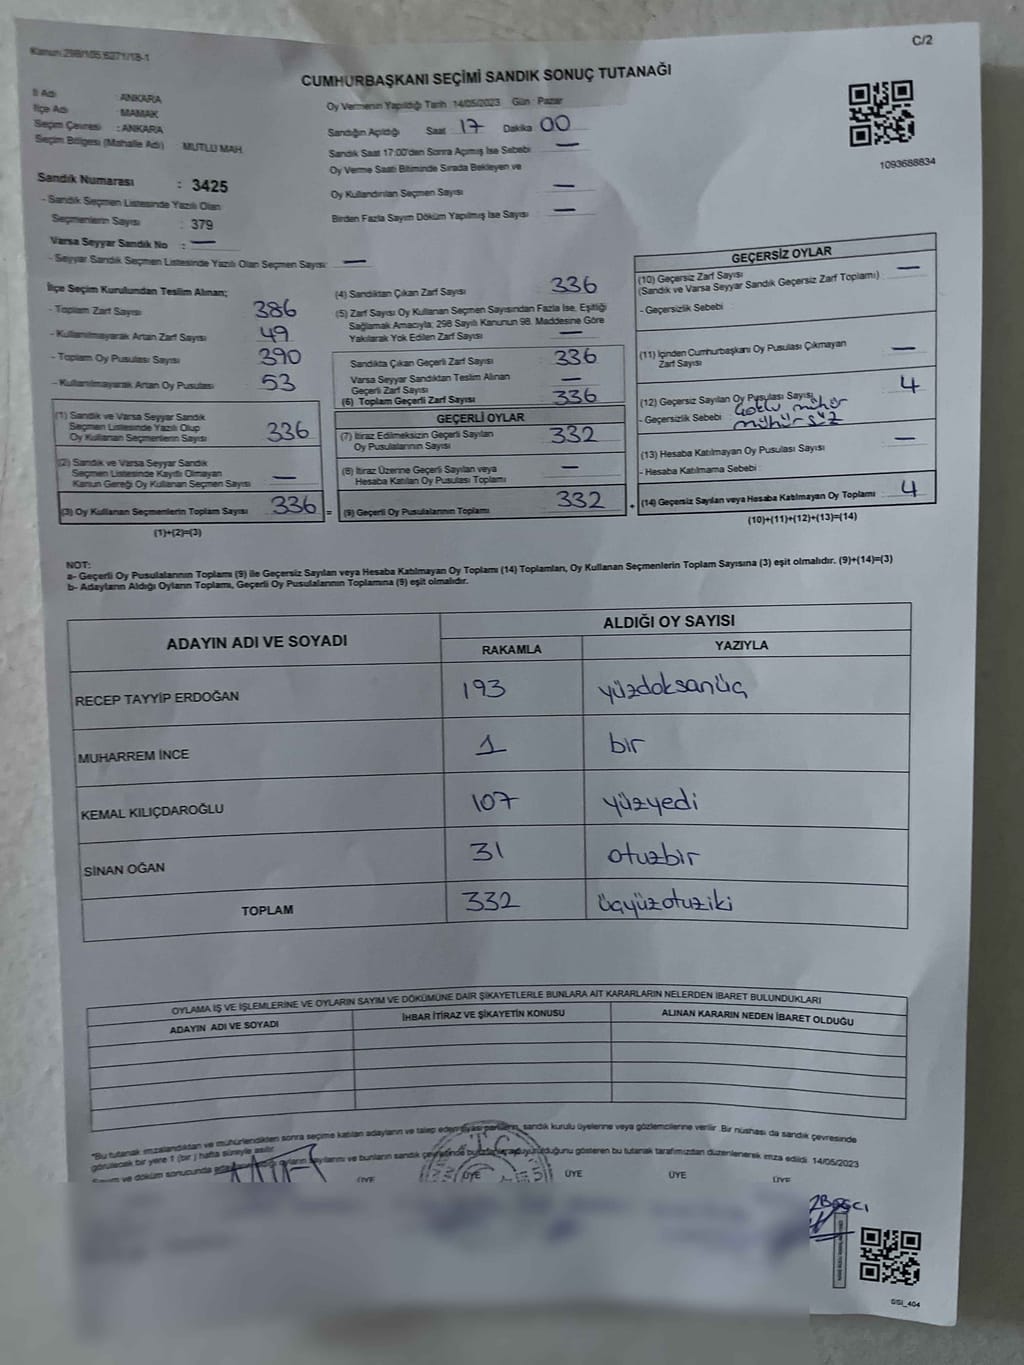 Kanun:298/105:6271/18-1
C/2
CUMHURBAŞKANI SEÇİMİ SANDIK SONUÇ TUTANAĞI
İl Adı : ANKARA
İlçe Adı : MAMAK
Seçim Çevresi : ANKARA
Seçim Bölgesi (Mahalle Adı) MUTLU MAH.
Sandık Numarası : 3425
- Sandık Seçmen Listesinde Yazılı Olan
Seçmenlerin Sayısı : 379
Varsa Seyyar Sandık No : —
- Seyyar Sandık Seçmen Listesinde Yazılı Olan Seçmen Sayısı: —
Oy Vermenin Yapıldığı Tarih 14/05/2023 Gün : Pazar
Sandığın Açıldığı Saat 17 Dakika 00
Sandık Saat 17:00'den Sonra Açımış İse Sebebi —
Oy Verme Saati Bitiminde Sırada Bekleyen ve
Oy Kullandırılan Seçmen Sayısı —
Birden Fazla Sayım Döküm Yapılmış İse Sayısı —
1093688834
İlçe Seçim Kurulundan Teslim Alınan;
- Toplam Zarf Sayısı 386
- Kullanılmayarak Artan Zarf Sayısı 49
- Toplam Oy Pusulası Sayısı 390
- Kullanılmayarak Artan Oy Pusulası 53
(1) Sandık ve Varsa Seyyar Sandık
Seçmen Listesinde Yazılı Olup
Oy Kullanan Seçmenlerin Sayısı 336
(2) Sandık ve Varsa Seyyar Sandık
Seçmen Listesinde Kayıtlı Olmayan
Kanun Gereği Oy Kullanan Seçmen Sayısı —
(3) Oy Kullanan Seçmenlerin Toplam Sayısı 336 =
(1)+(2)=(3)
(4) Sandıktan Çıkan Zarf Sayısı 336
(5) Zarf Sayısı Oy Kullanan Seçmen Sayısından Fazla İse, Eşitliği
Sağlamak Amacıyla, 298 Sayılı Kanunun 98. Maddesine Göre
Yakılarak Yok Edilen Zarf Sayısı —
Sandıkta Çıkan Geçerli Zarf Sayısı 336
Varsa Seyyar Sandıktan Teslim Alınan
Geçerli Zarf Sayısı —
(6) Toplam Geçerli Zarf Sayısı 336
GEÇERLİ OYLAR
(7) İtiraz Edilmeksizin Geçerli Sayılan
Oy Pusulalarının Sayısı 332
(8) İtiraz Üzerine Geçerli Sayılan veya
Hesaba Katılan Oy Pusulası Toplamı —
(9) Geçerli Oy Pusulalarının Toplamı 332 +
GEÇERSİZ OYLAR
(10) Geçersiz Zarf Sayısı —
(Sandık ve Varsa Seyyar Sandık Geçersiz Zarf Toplamı)
- Geçersizlik Sebebi :
(11) İçinden Cumhurbaşkanı Oy Pusulası Çıkmayan
Zarf Sayısı —
(12) Geçersiz Sayılan Oy Pusulası Sayısı 4
- Geçersizlik Sebebi mühür
mühürsüz
(13) Hesaba Katılmayan Oy Pusulası Sayısı —
- Hesaba Katılmama Sebebi :
(14) Geçersiz Sayılan veya Hesaba Katılmayan Oy Toplamı 4
(10)+(11)+(12)+(13)=(14)
NOT:
a- Geçerli Oy Pusulalarının Toplamı (9) ile Geçersiz Sayılan veya Hesaba Katılmayan Oy Toplamı (14) Toplamları, Oy Kullanan Seçmenlerin Toplam Sayısına (3) eşit olmalıdır. (9)+(14)=(3)
b- Adayların Aldığı Oyların Toplamı, Geçerli Oy Pusulalarının Toplamına (9) eşit olmalıdır.
ADAYIN ADI VE SOYADI
ALDIĞI OY SAYISI
RAKAMLA YAZIYLA
RECEP TAYYİP ERDOĞAN 193 yüzdoksanüç
MUHARREM İNCE 1 bir
KEMAL KILIÇDAROĞLU 107 yüzyedi
SİNAN OĞAN 31 otuzbir
TOPLAM 332 üçyüzotuziki
OYLAMA İŞ VE İŞLEMLERİNE VE OYLARIN SAYIM VE DÖKÜMÜNE DAİR ŞİKAYETLERLE BUNLARA AİT KARARLARIN NELERDEN İBARET BULUNDUKLARI
ADAYIN ADI VE SOYADI İHBAR İTİRAZ VE ŞİKAYETİN KONUSU ALINAN KARARIN NEDEN İBARET OLDUĞU
"Bu tutanak imzalandıktan ve mühürlendikten sonra seçime katılan adayların ve talep eden siyasi partilerin, sandık kurulu üyelerine veya gözlemcilerine verilir .Bir nüshası da sandık çevresinde
görülecek bir yere 1 (bir ) hafta süreyle asılır.
Sayım ve döküm sonucunda oyların sayılarını ve bunların sandık çevresinde gösteren bu tutanak tarafımızdan düzenlenerek imza edildi. 14/05/2023
ÜYE ÜYE ÜYE ÜYE ÜYE
GSI_404